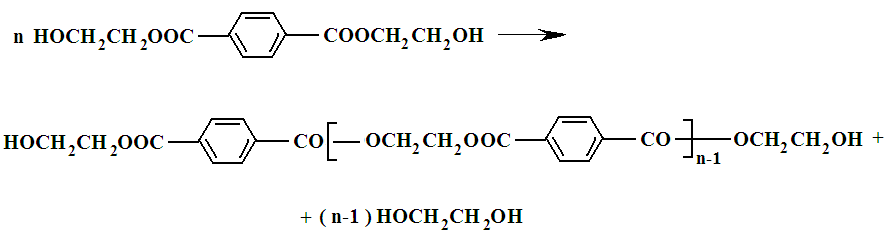 n HOCH2CH2OOC COOCH2CH2OH
HOCH2CH2OOC CO[ OCH2CH2OOC CO ]n-1 OCH2CH2OH +
+ ( n-1 ) HOCH2CH2OH